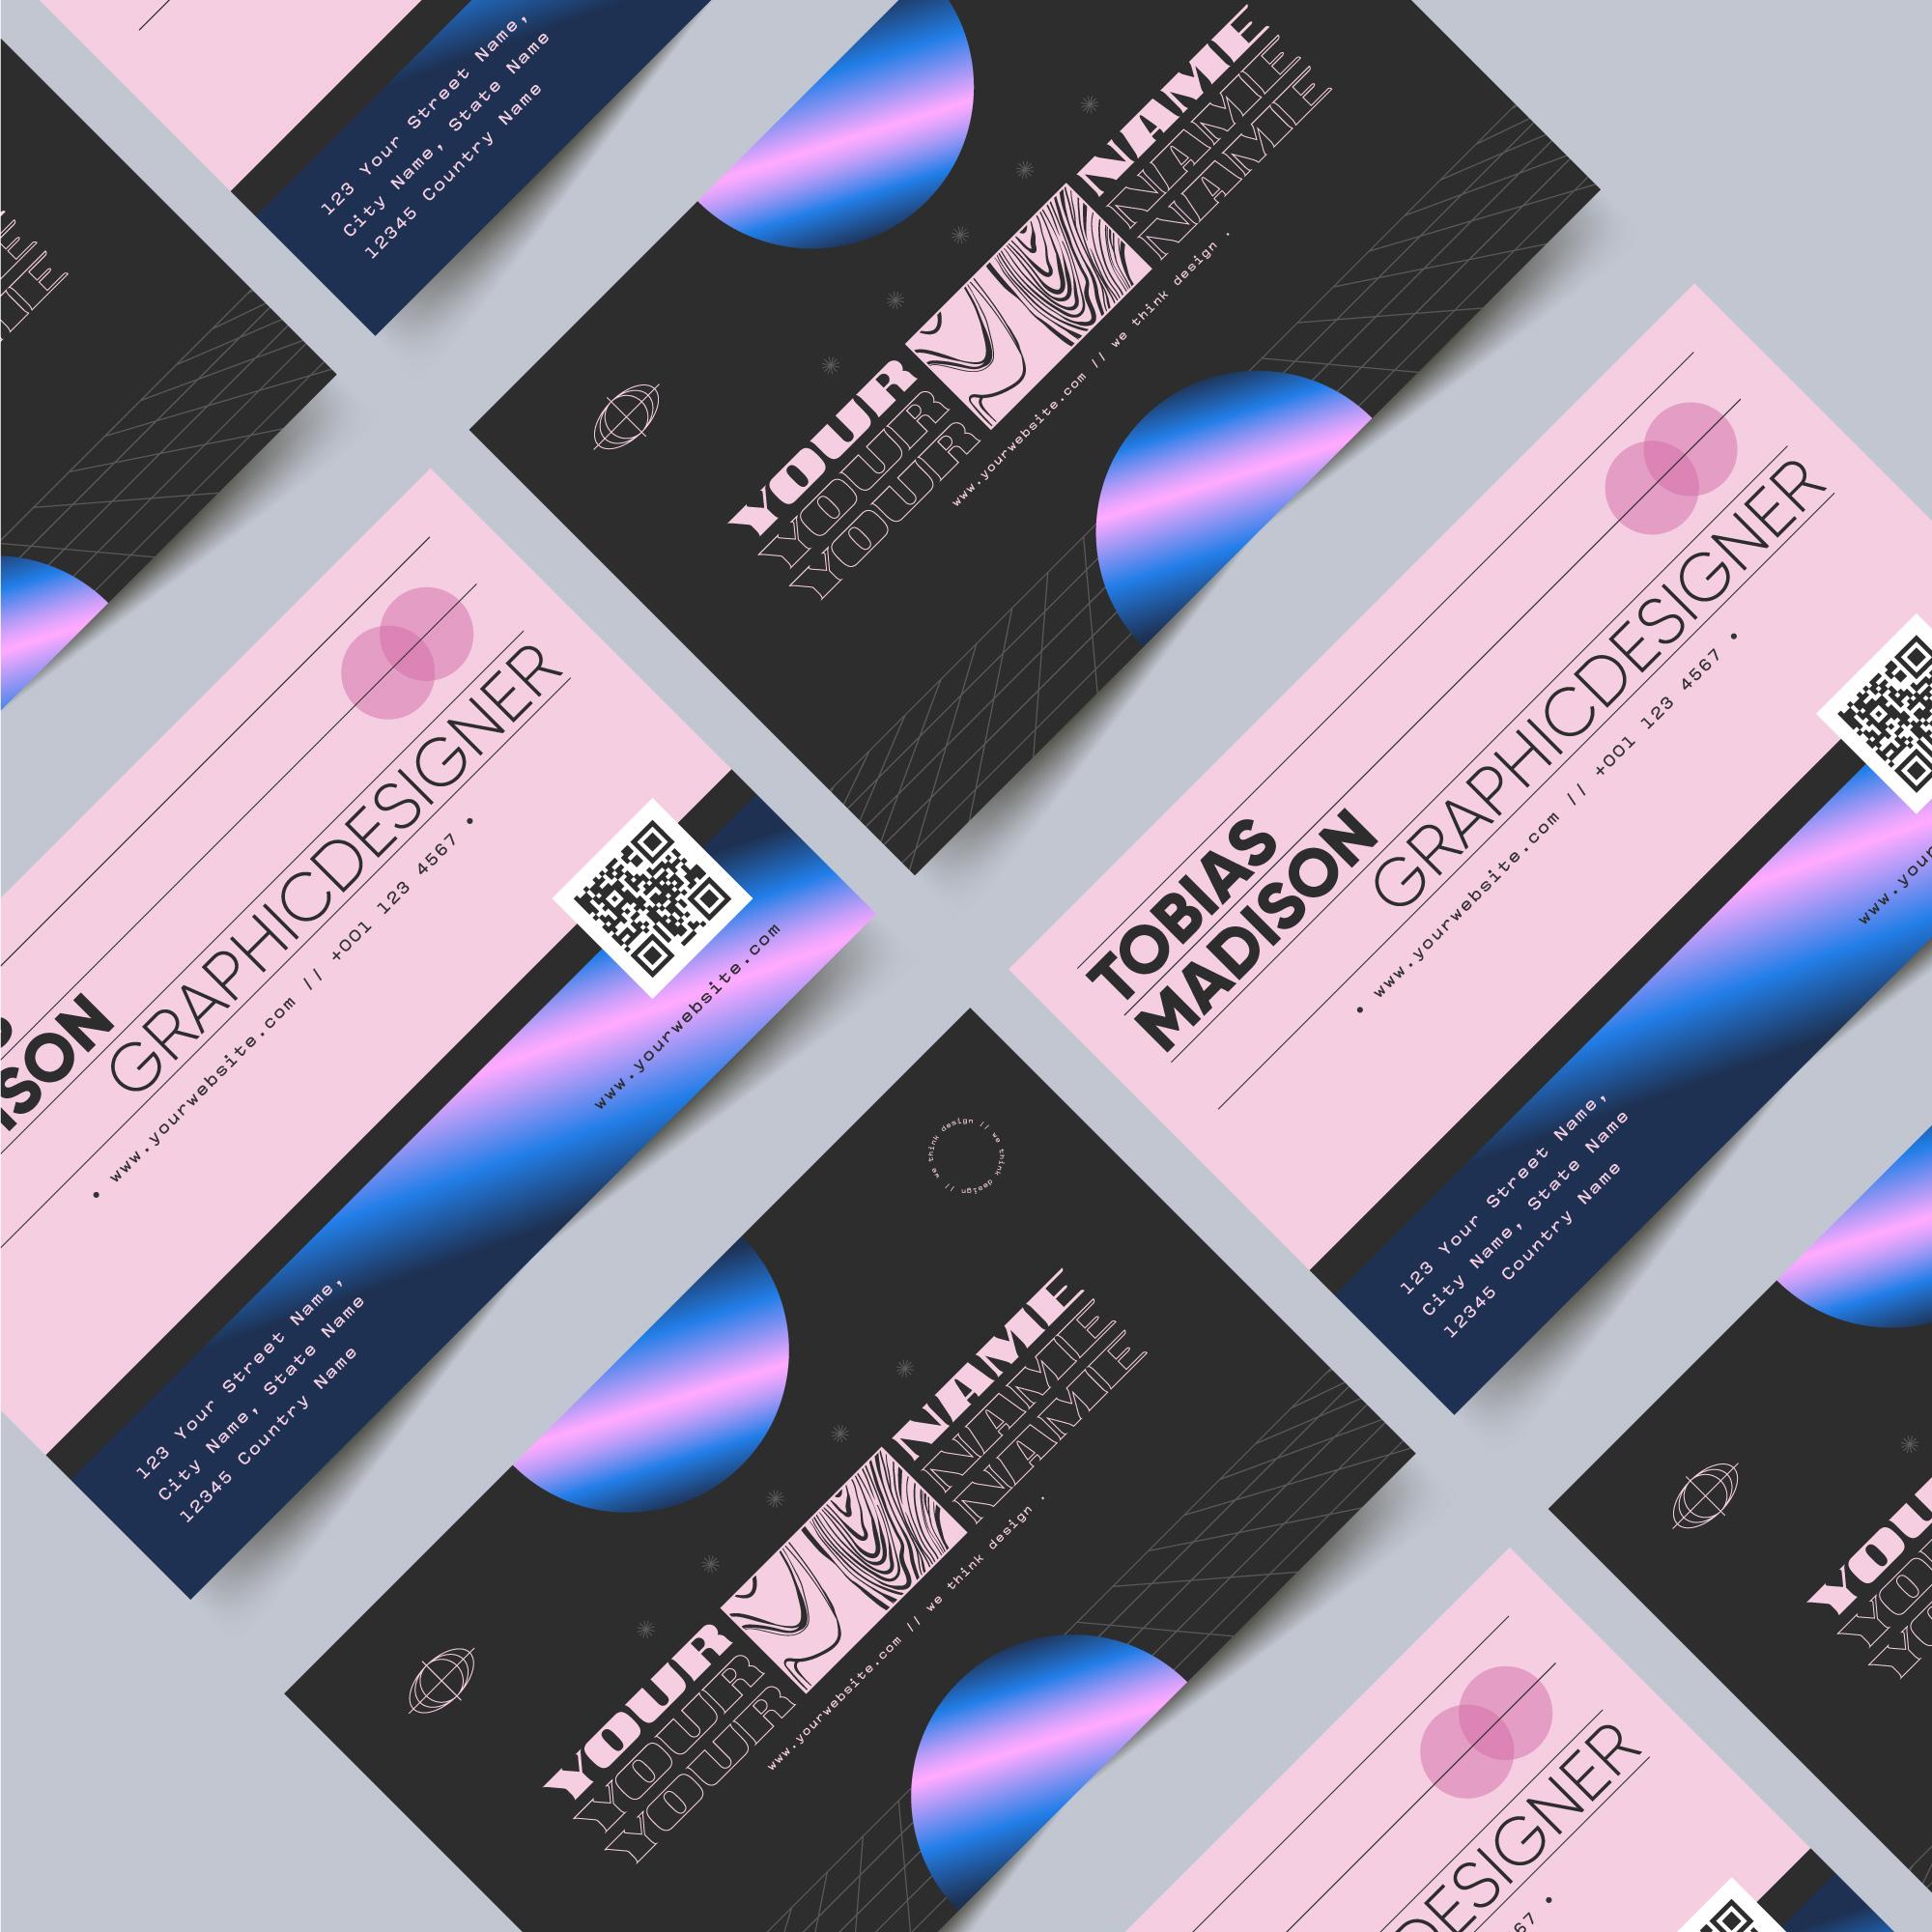 123 Your Street Name,
City Name, State Name
12345 Country Name
YOUR NAME
YOUR NAME
YOUR NAME
www.yourwebsite.com // we think design .
TOBIAS
MADISON
GRAPHICDESIGNER
• www.yourwebsite.com // +001 123 4567 •
www.your
123 Your Street Name,
City Name, State Name
12345 Country Name
SON
GRAPHICDESIGNER
• www.yourwebsite.com // +001 123 4567 •
www.yourwebsite.com
123 Your Street Name,
City Name, State Name
12345 Country Name
we think design // we think design //
YOUR NAME
YOUR NAME
YOUR NAME
www.yourwebsite.com // we think design .
YOU
YOU
YOU
DESIGNER
67 •